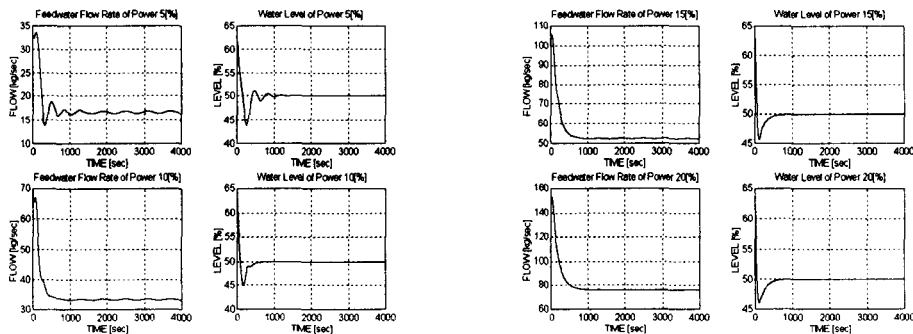 Feedwater Flow Rate of Power 5[%]
FLOW [kg/sec]
35
30
25
20
15
10
0 1000 2000 3000 4000
TIME [sec]
Water Level of Power 5[%]
LEVEL [%]
65
60
55
50
45
40
0 1000 2000 3000 4000
TIME [sec]
Feedwater Flow Rate of Power 10[%]
FLOW [kg/sec]
70
60
50
40
30
0 1000 2000 3000 4000
TIME [sec]
Water Level of Power 10[%]
LEVEL [%]
65
60
55
50
45
40
0 1000 2000 3000 4000
TIME [sec]
Feedwater Flow Rate of Power 15[%]
FLOW [kg/sec]
110
100
90
80
70
60
50
0 1000 2000 3000 4000
TIME [sec]
Water Level of Power 15[%]
LEVEL [%]
65
60
55
50
45
0 1000 2000 3000 4000
TIME [sec]
Feedwater Flow Rate of Power 20[%]
FLOW [kg/sec]
160
140
120
100
80
60
0 1000 2000 3000 4000
TIME [sec]
Water Level of Power 20[%]
LEVEL [%]
65
60
55
50
45
0 1000 2000 3000 4000
TIME [sec]